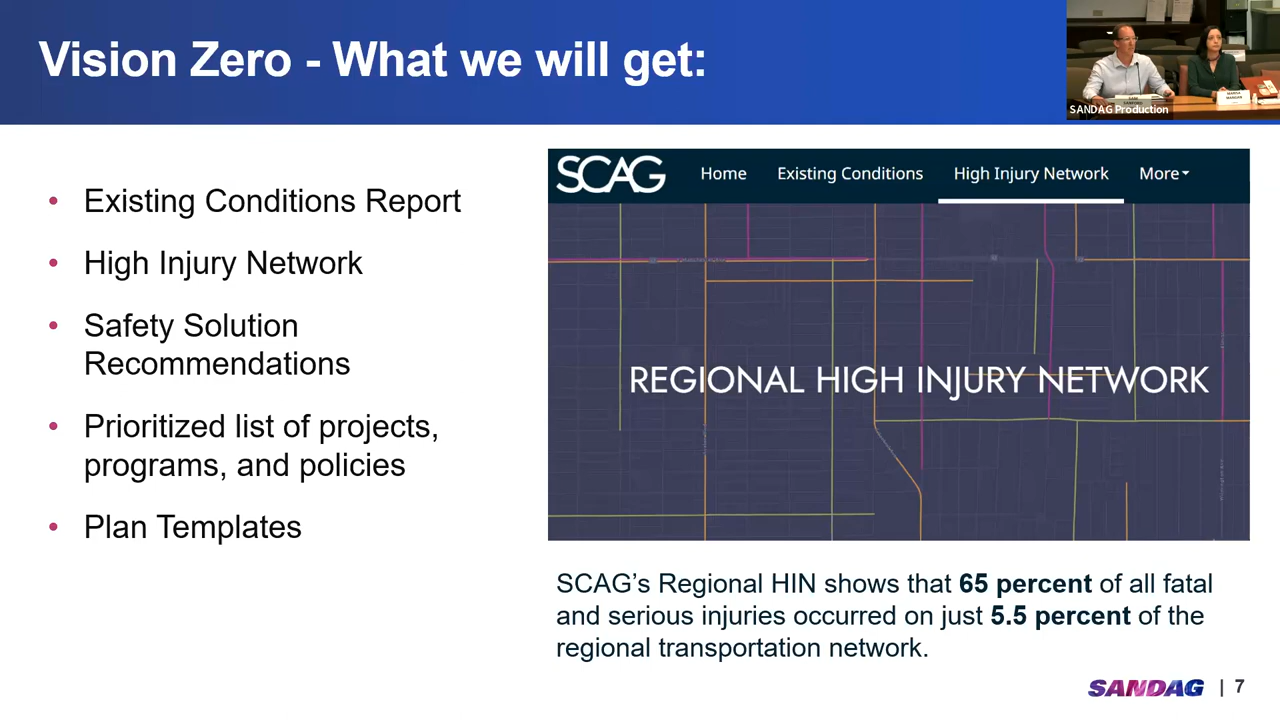 Vision Zero - What we will get:
SANDAG Production
• Existing Conditions Report
• High Injury Network
• Safety Solution
Recommendations
• Prioritized list of projects,
programs, and policies
• Plan Templates
SCAG Home Existing Conditions High Injury Network More
REGIONAL HIGH INJURY NETWORK
SCAG’s Regional HIN shows that 65 percent of all fatal
and serious injuries occurred on just 5.5 percent of the
regional transportation network.
SANDAG | 7